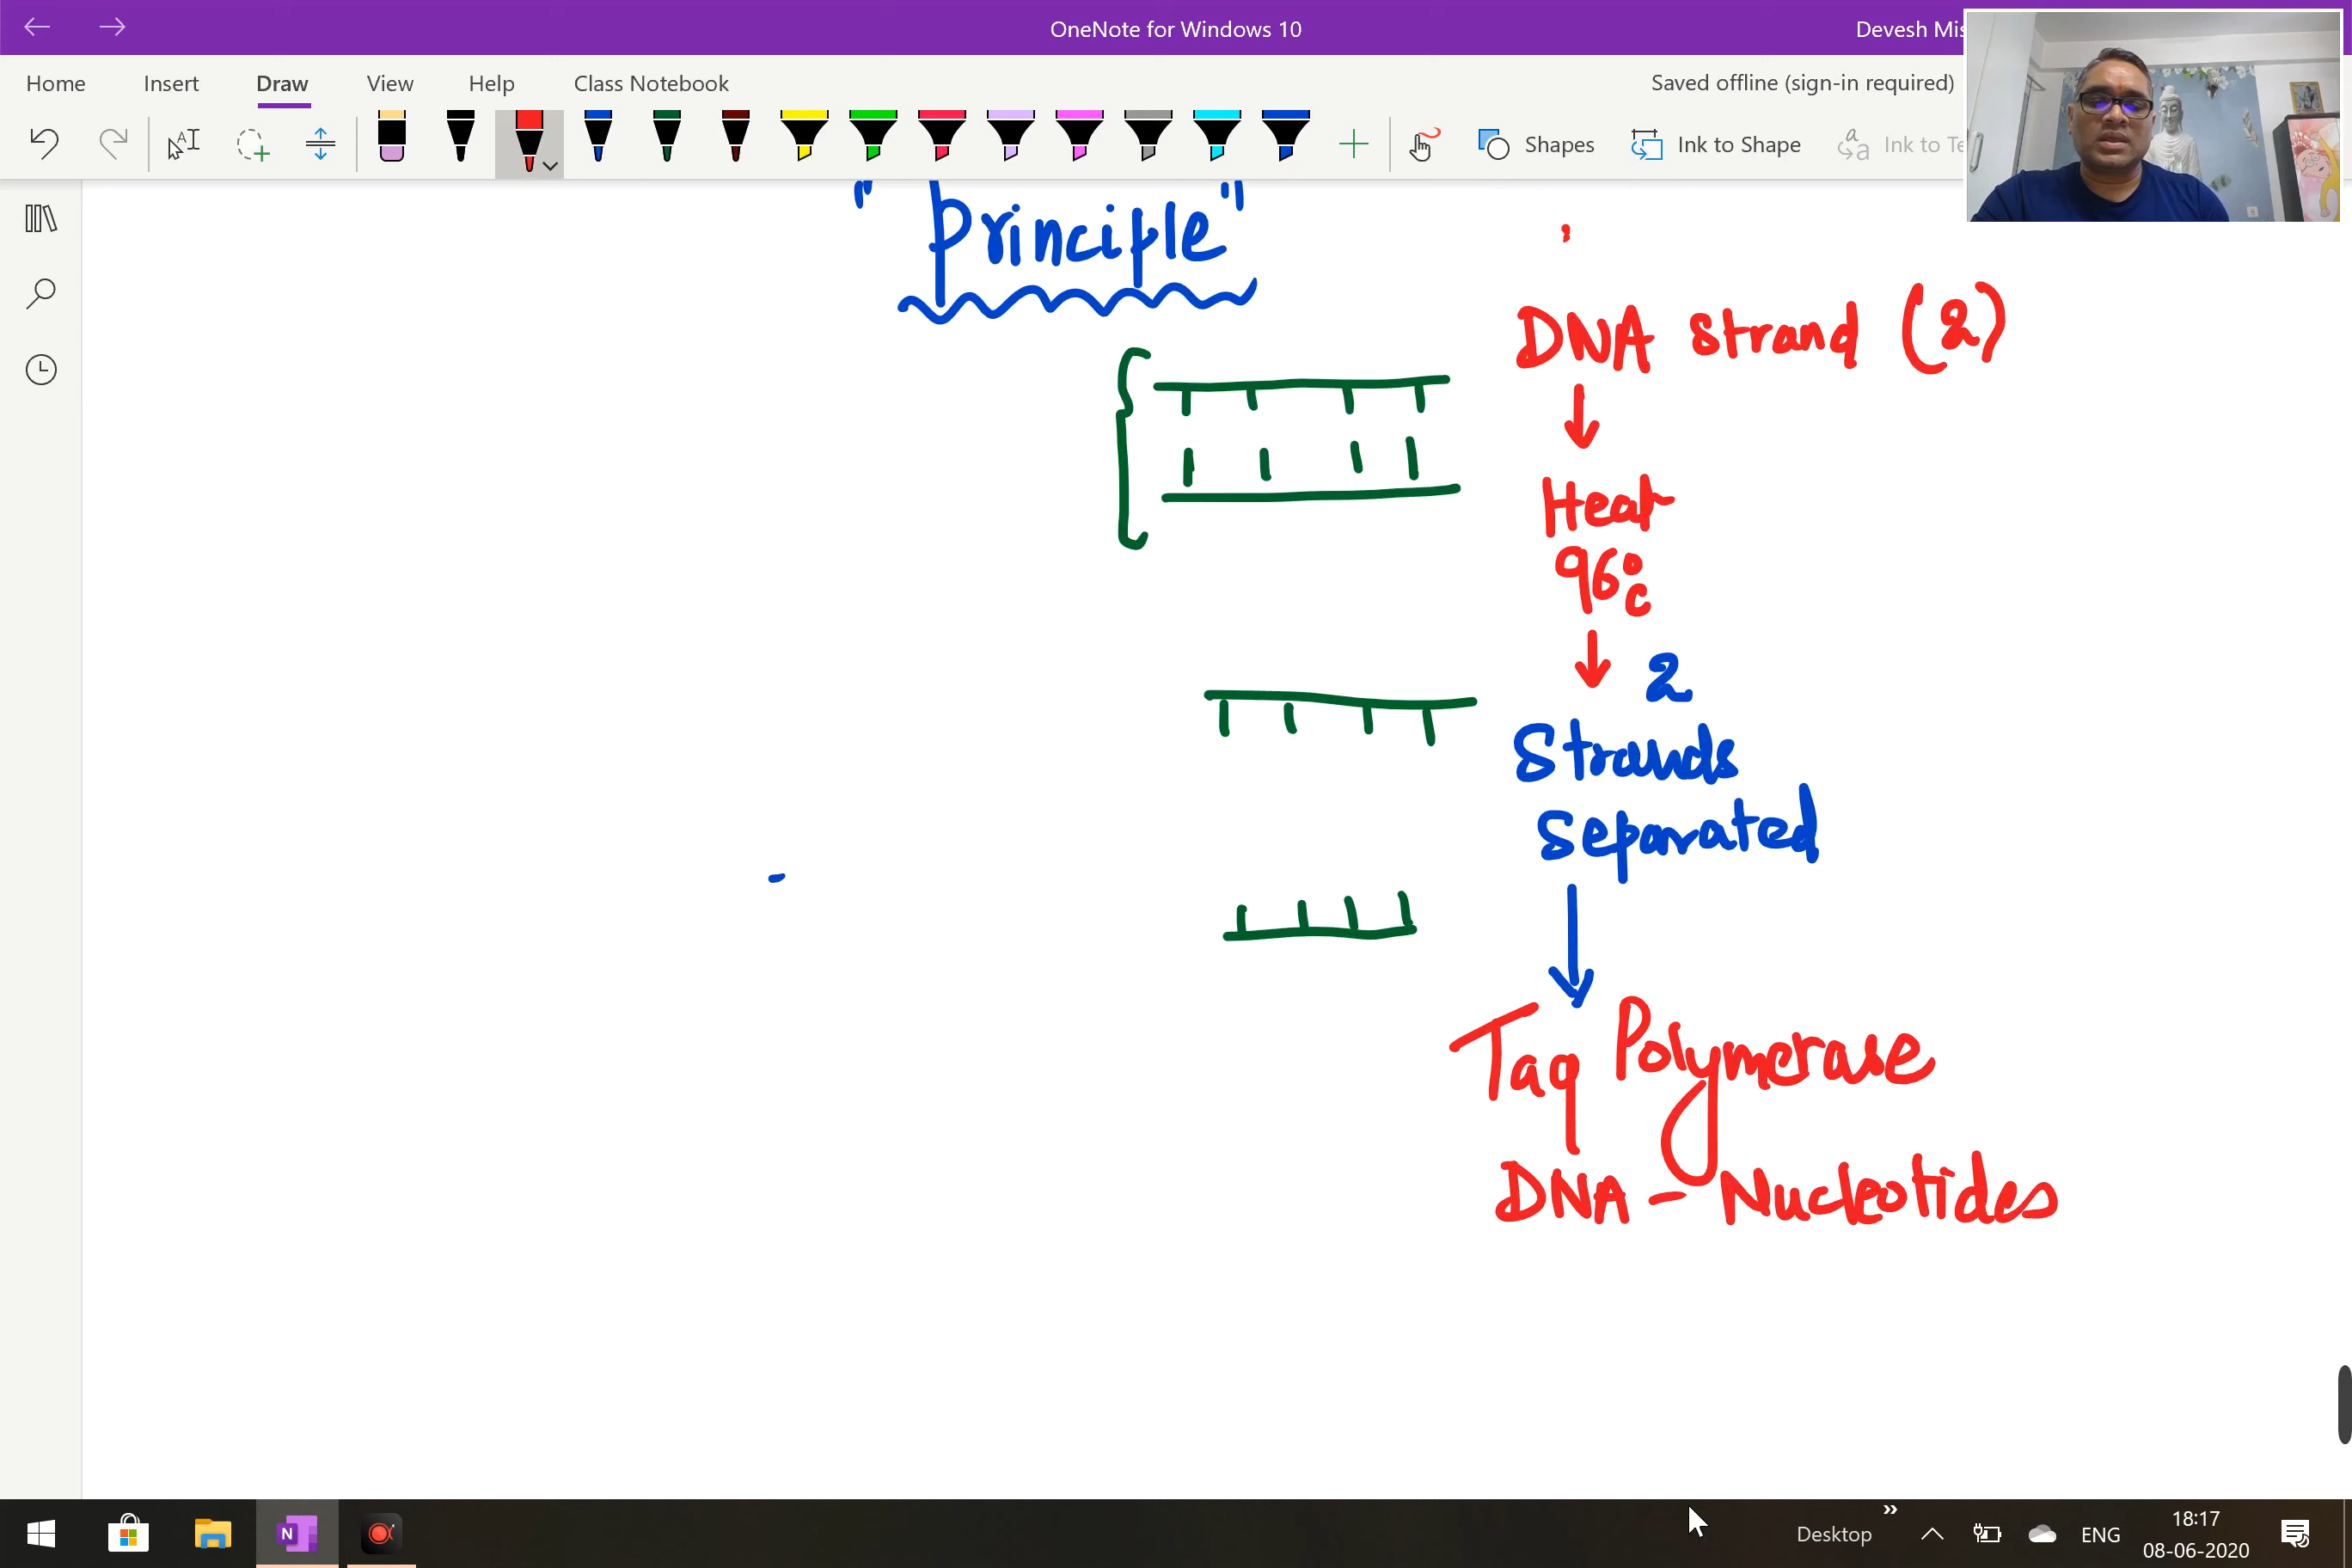 OneNote for Windows 10
Devesh Mis
Home Insert Draw View Help Class Notebook
Saved offline (sign-in required)
Shapes Ink to Shape Ink to Te
"Principle"
DNA strand (2)
Heat
96°c
2
Strands
Separated
Taq Polymerase
DNA - Nucleotides
Desktop
ENG
18:17
08-06-2020